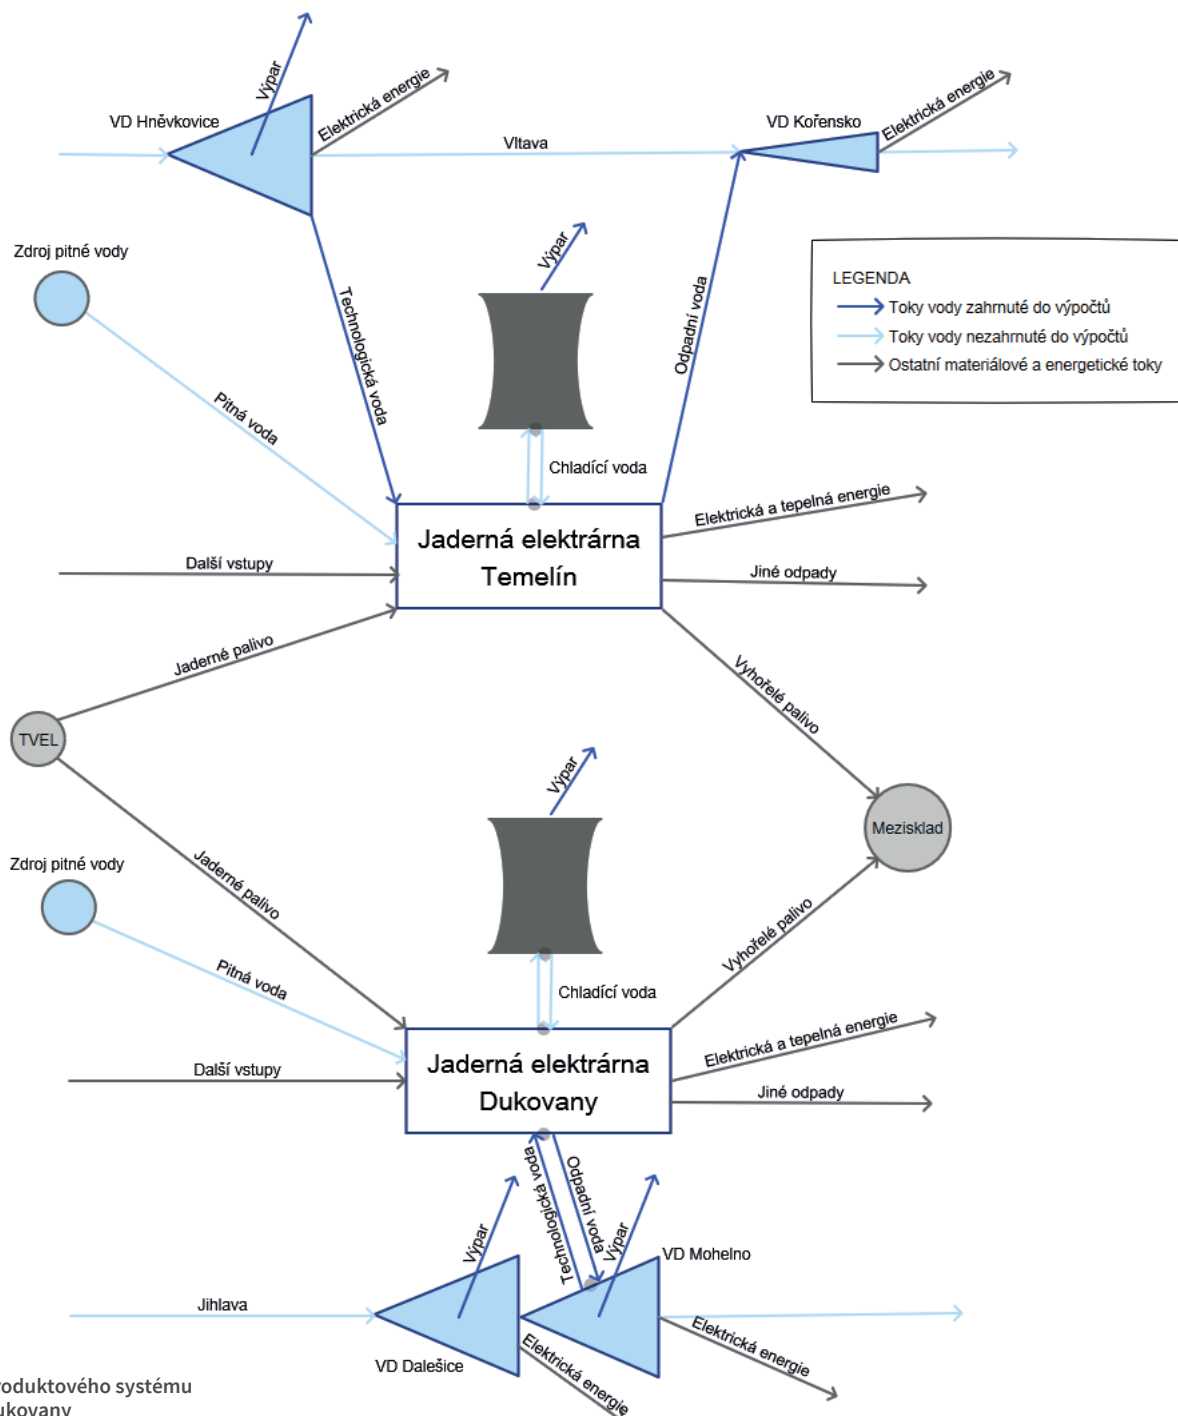 Výpar
Elektrická energie
VD Hněvkovice
Vltava
VD Kořensko
Elektrická energie
Zdroj pitné vody
Technologická voda
Výpar
Odpadní voda
LEGENDA
Toky vody zahrnuté do výpočtů
Toky vody nezahrnuté do výpočtů
Ostatní materiálové a energetické toky
Pitná voda
Chladící voda
Elektrická a tepelná energie
Jaderná elektrárna
Temelín
Další vstupy
Jiné odpady
Jaderné palivo
Vyhořelé palivo
TVEL
Výpar
Mezisklad
Zdroj pitné vody
Jaderné palivo
Vyhořelé palivo
Pitná voda
Chladící voda
Elektrická a tepelná energie
Jaderná elektrárna
Dukovany
Další vstupy
Jiné odpady
Technologická voda
Odpadní voda
Výpar
Výpar
VD Mohelno
Jihlava
VD Dalešice
Elektrická energie
Elektrická energie
roduktového systému
ukovany